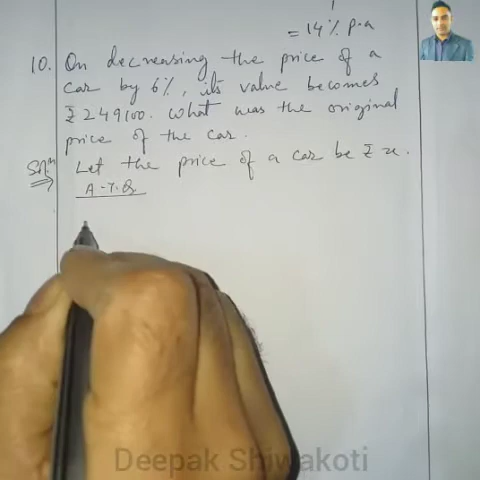 = 14% p.a
10. On decreasing the price of a
car by 6%, its value becomes
₹ 249100. What was the original
price of the car.
Solⁿ Let the price of a car be ₹ x.
A.T.Q
Deepak Shiwakoti